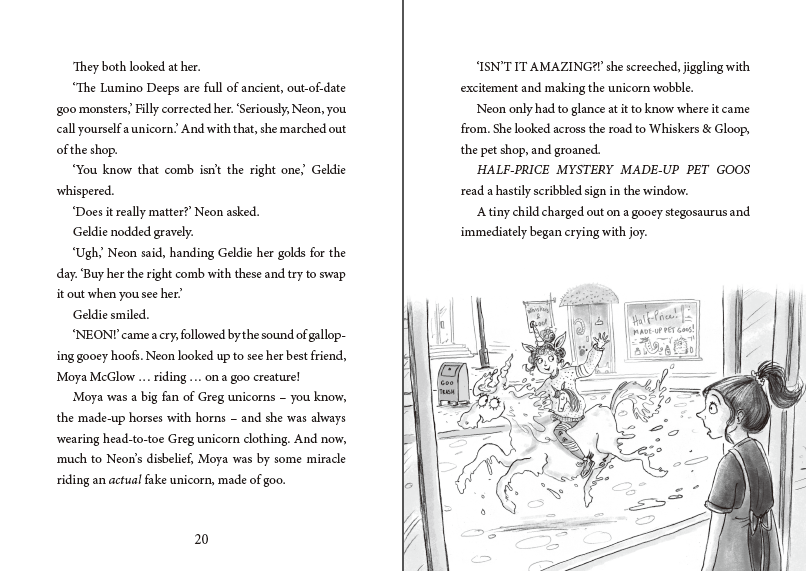 They both looked at her.
‘The Lumino Deeps are full of ancient, out-of-date
goo monsters,’ Filly corrected her. ‘Seriously, Neon, you
call yourself a unicorn.’ And with that, she marched out
of the shop.
‘You know that comb isn’t the right one,’ Geldie
whispered.
‘Does it really matter?’ Neon asked.
Geldie nodded gravely.
‘Ugh,’ Neon said, handing Geldie her golds for the
day. ‘Buy her the right comb with these and try to swap
it out when you see her.’
Geldie smiled.
‘NEON!’ came a cry, followed by the sound of gallop-
ing gooey hoofs. Neon looked up to see her best friend,
Moya McGlow … riding … on a goo creature!
Moya was a big fan of Greg unicorns – you know,
the made-up horses with horns – and she was always
wearing head-to-toe Greg unicorn clothing. And now,
much to Neon’s disbelief, Moya was by some miracle
riding an actual fake unicorn, made of goo.
20
‘ISN’T IT AMAZING?!’ she screeched, jiggling with
excitement and making the unicorn wobble.
Neon only had to glance at it to know where it came
from. She looked across the road to Whiskers & Gloop,
the pet shop, and groaned.
HALF-PRICE MYSTERY MADE-UP PET GOOS
read a hastily scribbled sign in the window.
A tiny child charged out on a gooey stegosaurus and
immediately began crying with joy.
Whiskers
&
Gloop
Half-Price!
MADE-UP PET GOOS!
GOO
TRASH